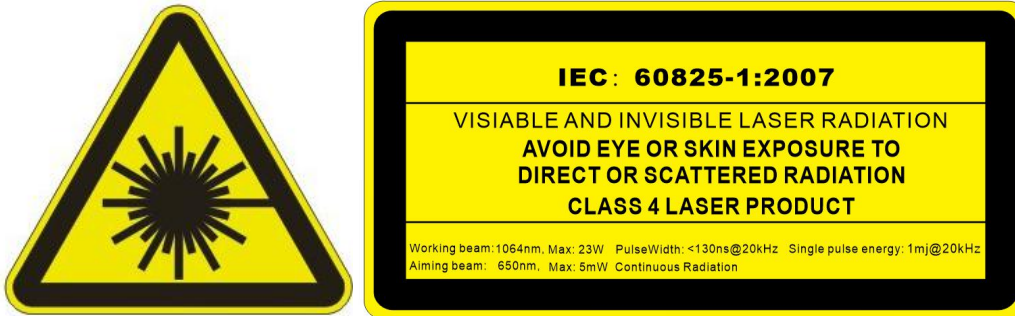 IEC: 60825-1:2007
VISIABLE AND INVISIBLE LASER RADIATION
AVOID EYE OR SKIN EXPOSURE TO
DIRECT OR SCATTERED RADIATION
CLASS 4 LASER PRODUCT
Working beam: 1064nm, Max: 23W PulseWidth: <130ns@20kHz Single pulse energy: 1mj@20kHz
Aiming beam: 650nm, Max: 5mW Continuous Radiation